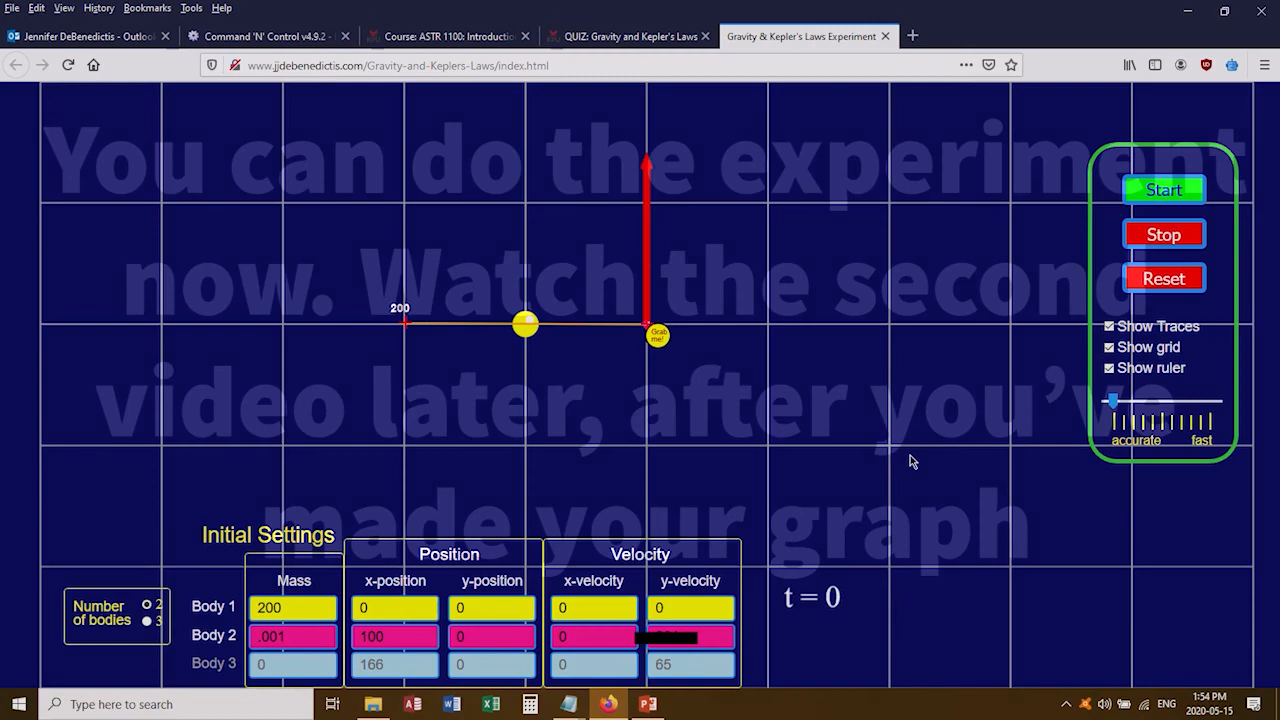 File Edit View History Bookmarks Tools Help
Jennifer DeBenedictis - Outloo
Command 'N' Control v4.9.2 -
Course: ASTR 1100: Introduction
QUIZ: Gravity and Kepler's Laws
Gravity & Kepler's Laws Experiment
www.jjdebenedictis.com/Gravity-and-Keplers-Laws/index.html
You can do the experiment
now. Watch the second
video later, after you've
made your graph
Start
Stop
Reset
Show Traces
Show grid
Show ruler
accurate fast
200
Grab
me!
Initial Settings
Position Velocity
Mass x-position y-position x-velocity y-velocity
Number of bodies 2 3
Body 1 200 0 0 0 0
Body 2 .001 100 0 0
Body 3 0 166 0 0 65
t = 0
Type here to search
ENG
1:54 PM
2020-05-15